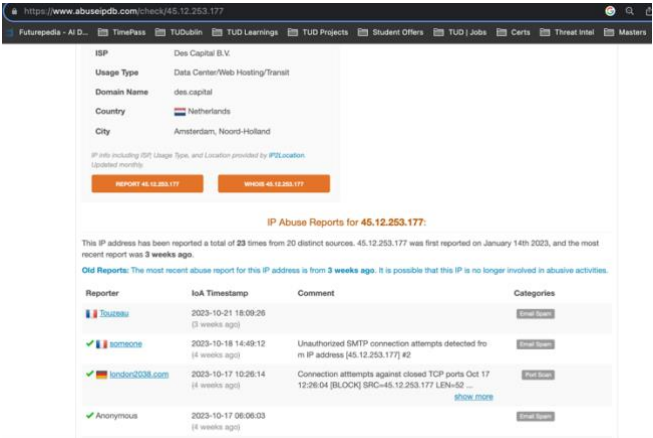 https://www.abuseipdb.com/check/45.12.253.177
Futurepedia - AI D... TimePass TUDublin TUD Learnings TUD Projects Student Offers TUD | Jobs Certs Threat Intel Masters
ISP Des Capital B.V.
Usage Type Data Center/Web Hosting/Transit
Domain Name des.capital
Country Netherlands
City Amsterdam, Noord-Holland
IP info including ISP, Usage Type, and Location provided by IP2Location.
Updated monthly.
REPORT 45.12.253.177 WHOIS 45.12.253.177
IP Abuse Reports for 45.12.253.177:
This IP address has been reported a total of 23 times from 20 distinct sources. 45.12.253.177 was first reported on January 14th 2023, and the most
recent report was 3 weeks ago.
Old Reports: The most recent abuse report for this IP address is from 3 weeks ago. It is possible that this IP is no longer involved in abusive activities.
Reporter IoA Timestamp Comment Categories
Touzeau 2023-10-21 18:09:26 Email Spam
(3 weeks ago)
someone 2023-10-18 14:49:12 Unauthorized SMTP connection attempts detected fro Email Spam
(4 weeks ago) m IP address [45.12.253.177] #2
london2038.com 2023-10-17 10:26:14 Connection atttempts against closed TCP ports Oct 17 Port Scan
(4 weeks ago) 12:26:04 [BLOCK] SRC=45.12.253.177 LEN=52 ...
show more
Anonymous 2023-10-17 06:06:03 Email Spam
(4 weeks ago)